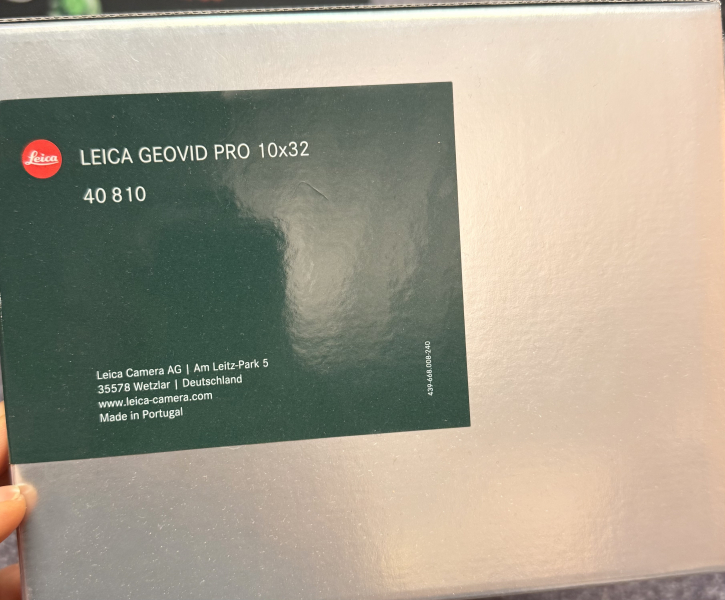 Leica
LEICA GEOVID PRO 10x32
40 810
Leica Camera AG | Am Leitz-Park 5
35578 Wetzlar | Deutschland
www.leica-camera.com
Made in Portugal
439-668.008-240